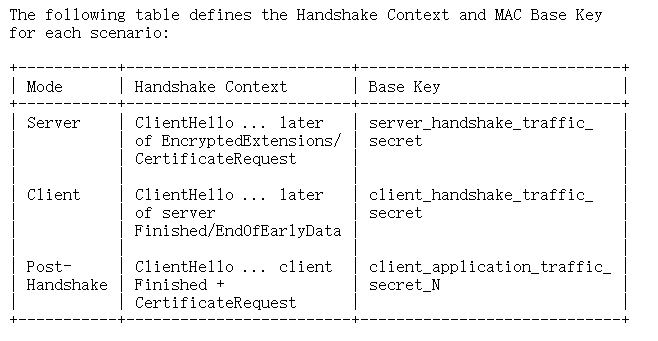 The following table defines the Handshake Context and MAC Base Key
for each scenario:
+-----------+-------------------------+-----------------------------+
| Mode      | Handshake Context       | Base Key                    |
+-----------+-------------------------+-----------------------------+
| Server    | ClientHello ... later   | server_handshake_traffic_   |
|           | of EncryptedExtensions/ | secret                      |
|           | CertificateRequest      |                             |
|           |                         |                             |
| Client    | ClientHello ... later   | client_handshake_traffic_   |
|           | of server               | secret                      |
|           | Finished/EndOfEarlyData |                             |
|           |                         |                             |
| Post-     | ClientHello ... client  | client_application_traffic_ |
| Handshake | Finished +              | secret_N                    |
|           | CertificateRequest      |                             |
+-----------+-------------------------+-----------------------------+